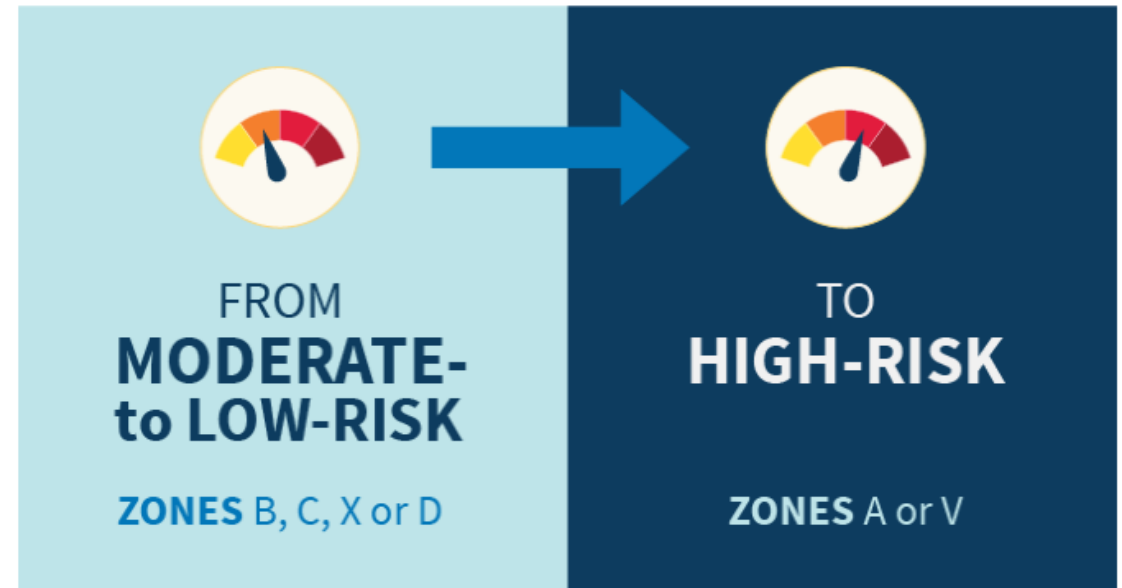 FROM
MODERATE-
to LOW-RISK
ZONES B, C, X or D
TO
HIGH-RISK
ZONES A or V